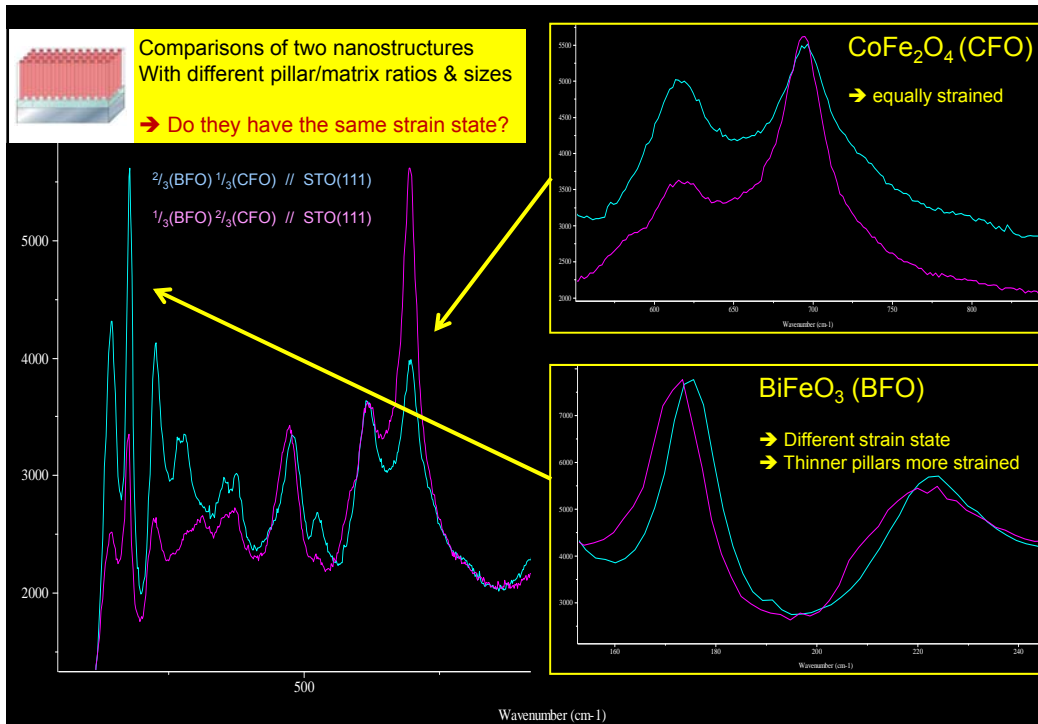 Comparisons of two nanostructures
With different pillar/matrix ratios & sizes
➔ Do they have the same strain state?
²/₃(BFO) ¹/₃(CFO) // STO(111)
¹/₃(BFO) ²/₃(CFO) // STO(111)
5000
4000
3000
2000
500
Wavenumber (cm-1)
CoFe₂O₄ (CFO)
➔ equally strained
5500
5000
4500
4000
3500
3000
2500
2000
600
650
700
750
800
Wavenumber (cm-1)
BiFeO₃ (BFO)
➔ Different strain state
➔ Thinner pillars more strained
7000
6000
5000
4000
3000
160
180
200
220
240
Wavenumber (cm-1)